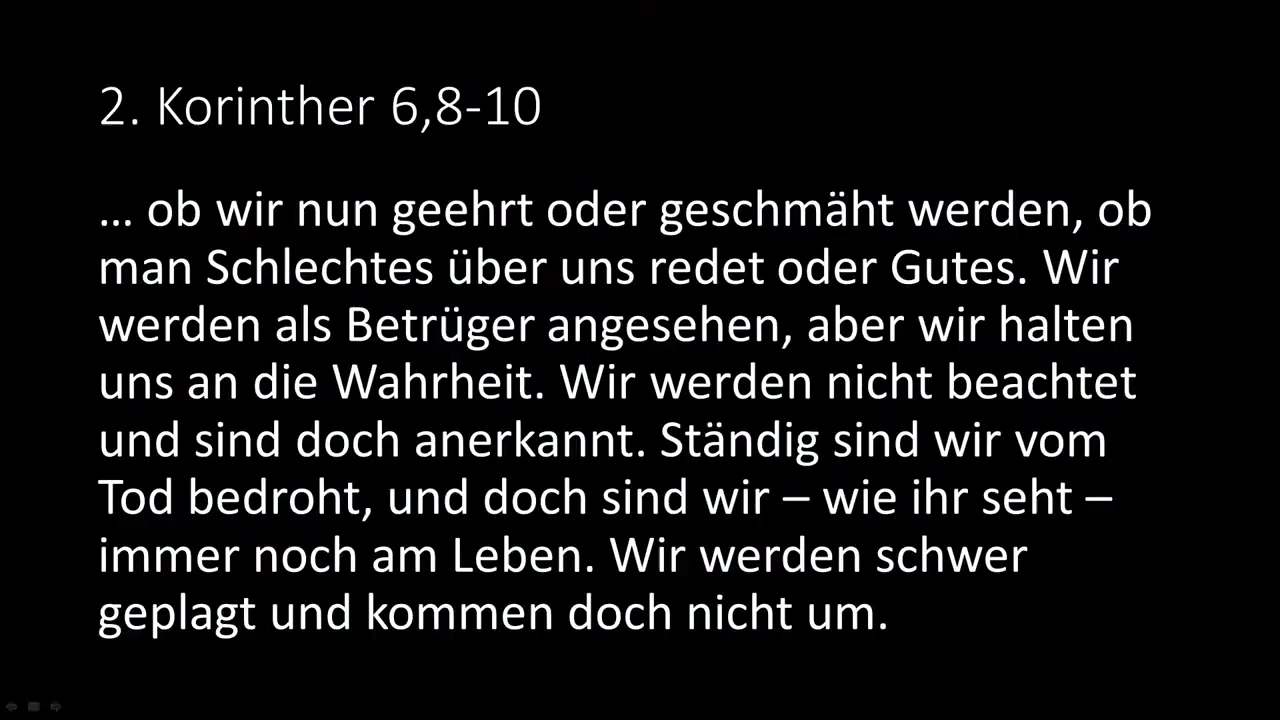 2. Korinther 6,8-10
… ob wir nun geehrt oder geschmäht werden, ob
man Schlechtes über uns redet oder Gutes. Wir
werden als Betrüger angesehen, aber wir halten
uns an die Wahrheit. Wir werden nicht beachtet
und sind doch anerkannt. Ständig sind wir vom
Tod bedroht, und doch sind wir – wie ihr seht –
immer noch am Leben. Wir werden schwer
geplagt und kommen doch nicht um.